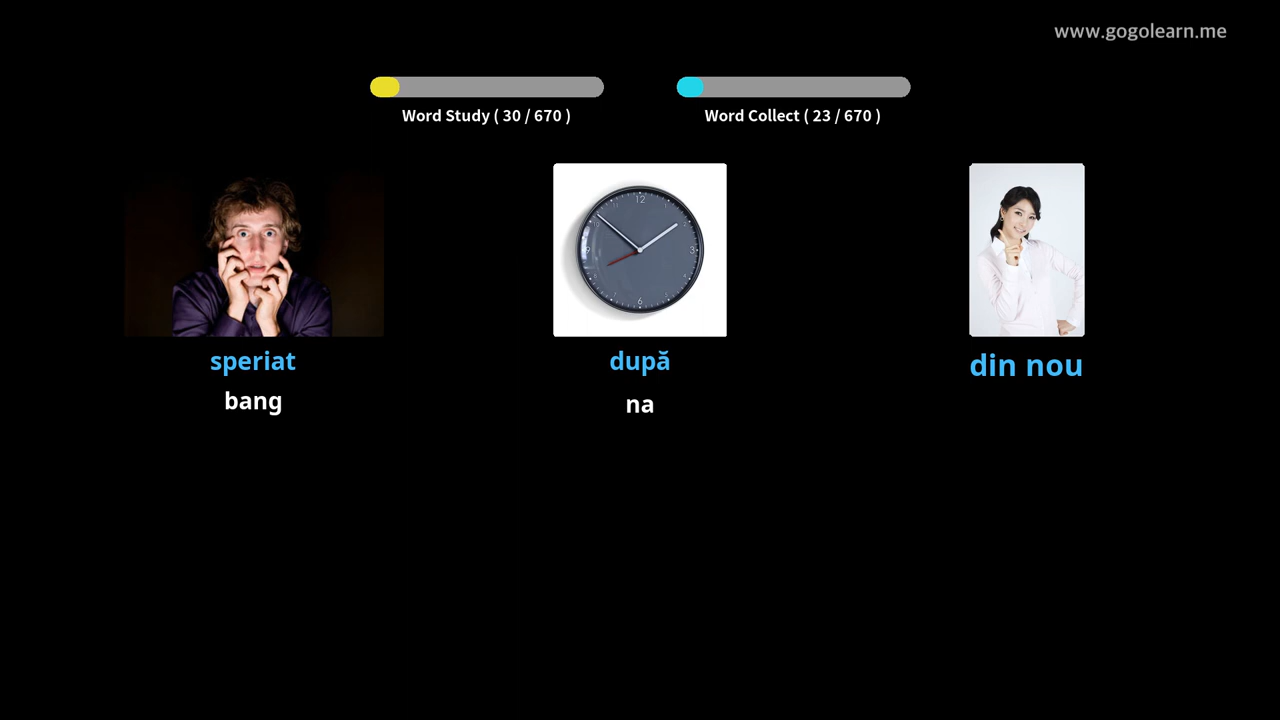 www.gogolearn.me
Word Study ( 30 / 670 )
Word Collect ( 23 / 670 )
speriat
bang
după
na
din nou